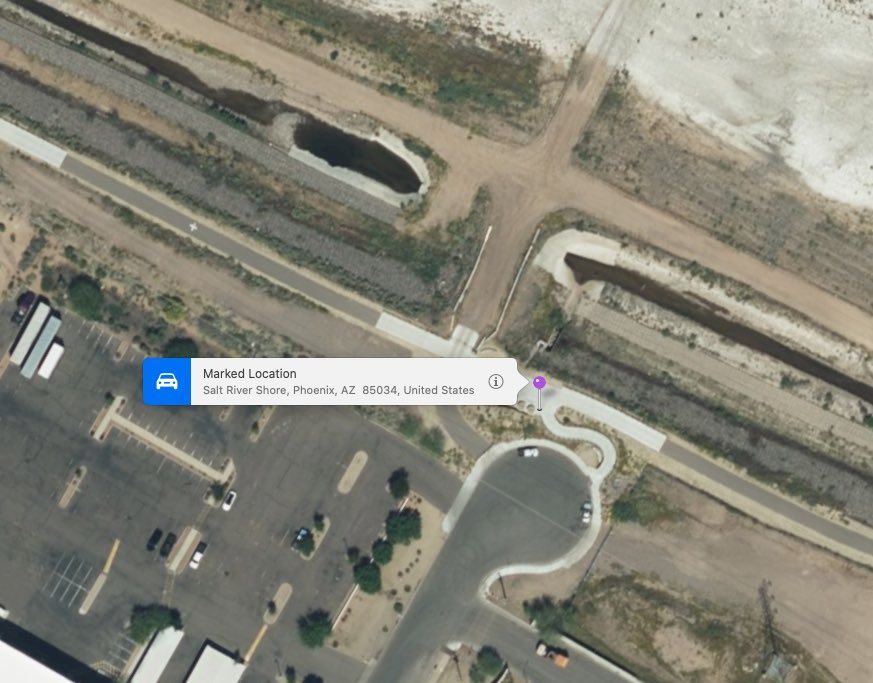 Marked Location
Salt River Shore, Phoenix, AZ  85034, United States